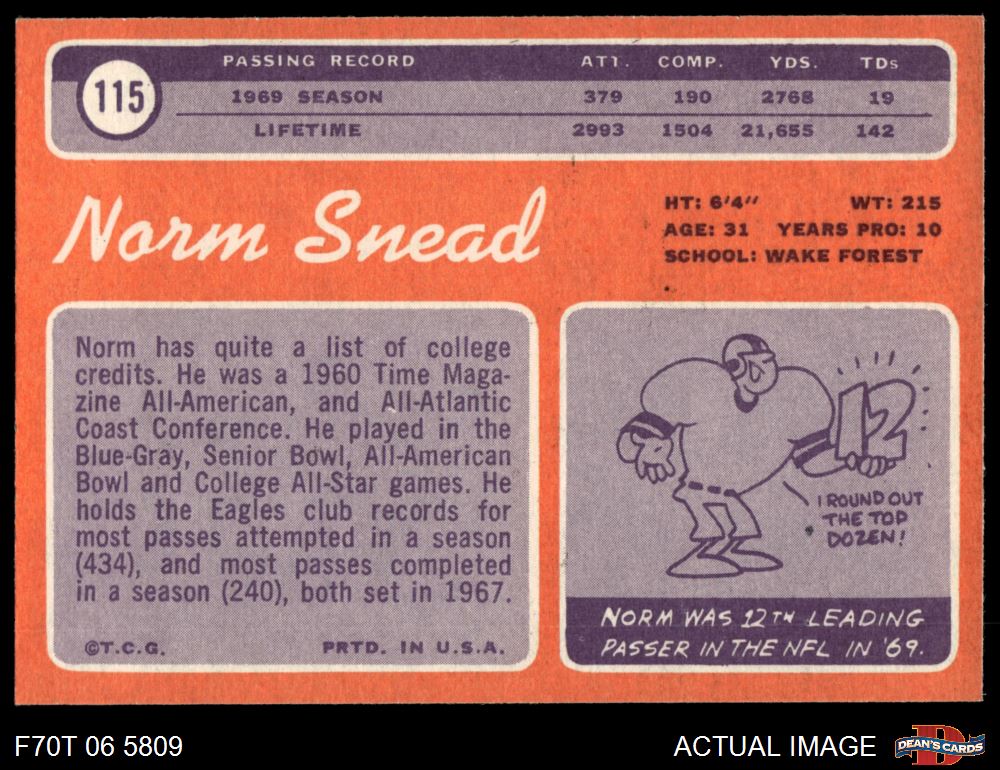 115
PASSING RECORD ATT. COMP. YDS. TDs
1969 SEASON 379 190 2768 19
LIFETIME 2993 1504 21,655 142
Norm Snead
HT: 6'4" WT: 215
AGE: 31 YEARS PRO: 10
SCHOOL: WAKE FOREST
Norm has quite a list of college
credits. He was a 1960 Time Maga-
zine All-American, and All-Atlantic
Coast Conference. He played in the
Blue-Gray, Senior Bowl, All-American
Bowl and College All-Star games. He
holds the Eagles club records for
most passes attempted in a season
(434), and most passes completed
in a season (240), both set in 1967.
©T.C.G. PRTD. IN U.S.A.
12
I ROUND OUT
THE TOP
DOZEN!
NORM WAS 12TH LEADING
PASSER IN THE NFL IN '69.
F70T 06 5809
ACTUAL IMAGE
D
DEAN'S CARDS